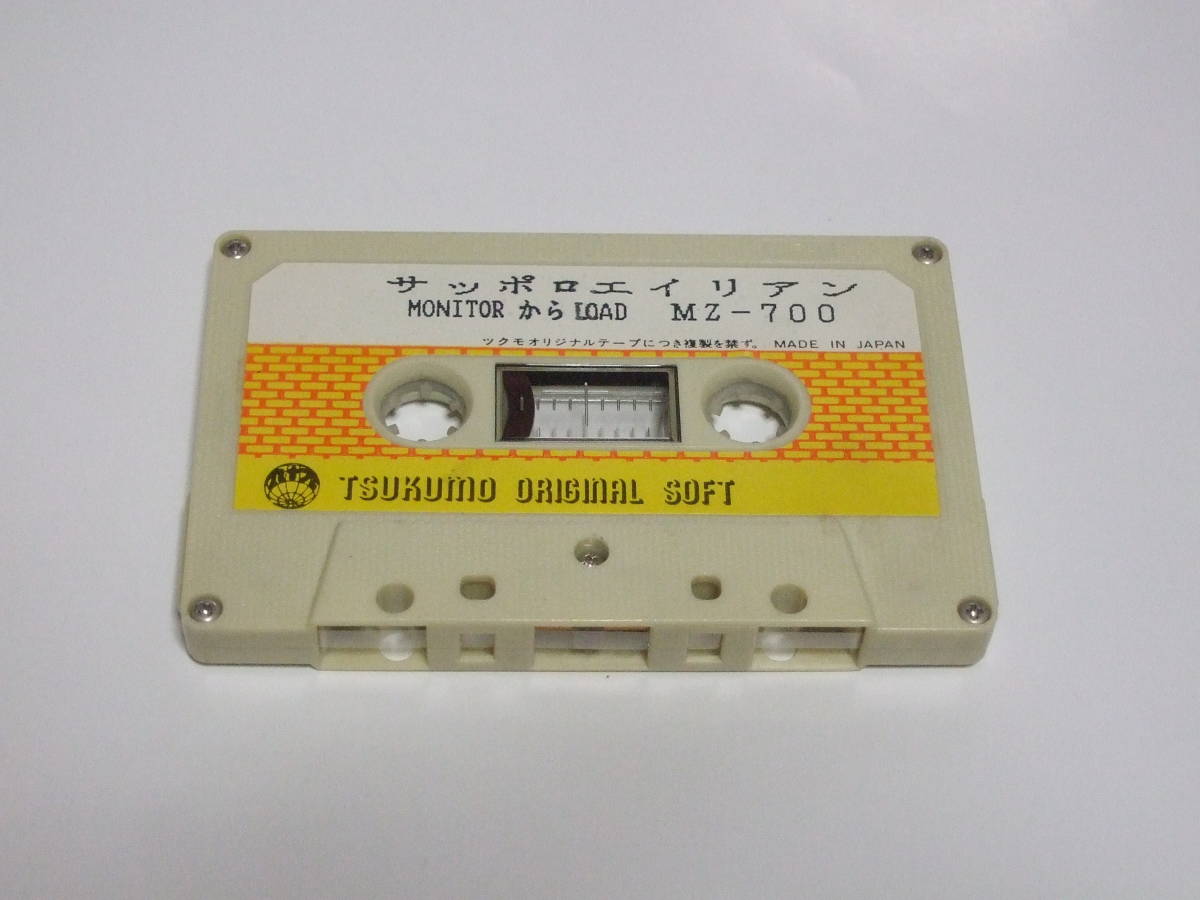 サッポロエイリアン
MONITOR から LOAD MZ-700
ツクモオリジナルテープにつき複製を禁ず。 MADE IN JAPAN
TSUKUMO ORIGINAL SOFT